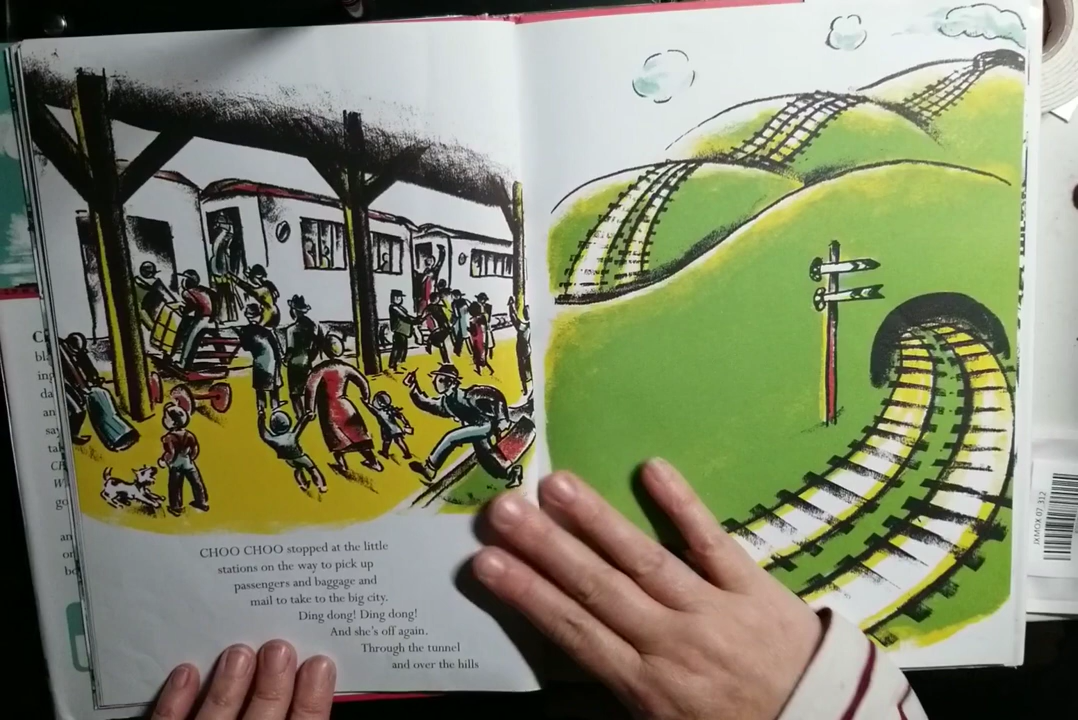 CHOO CHOO stopped at the little
stations on the way to pick up
passengers and baggage and
mail to take to the big city.
Ding dong! Ding dong!
And she's off again.
Through the tunnel
and over the hills